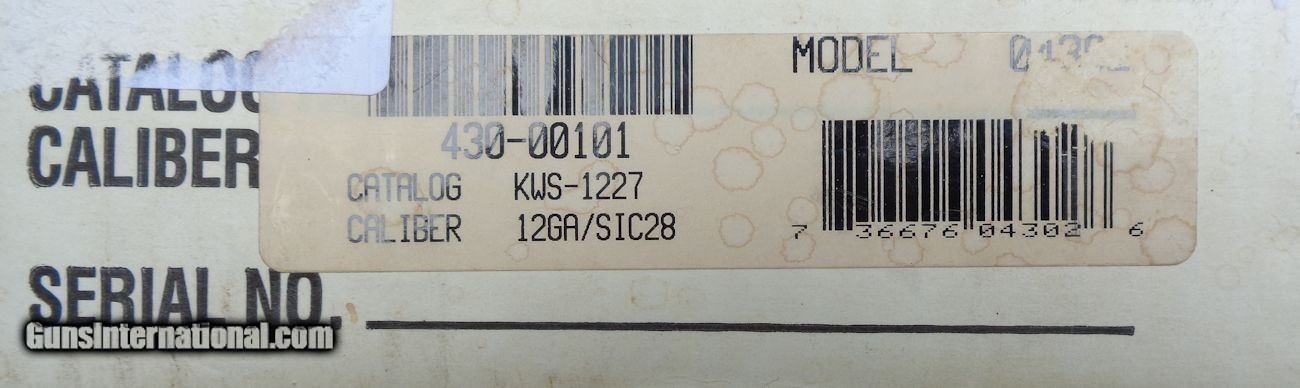 CATALOG
CALIBER
SERIAL NO.
MODEL
430-00101
CATALOG KWS-1227
CALIBER 12GA/SIC28
7 36676 04302 6
GunsInternational.com